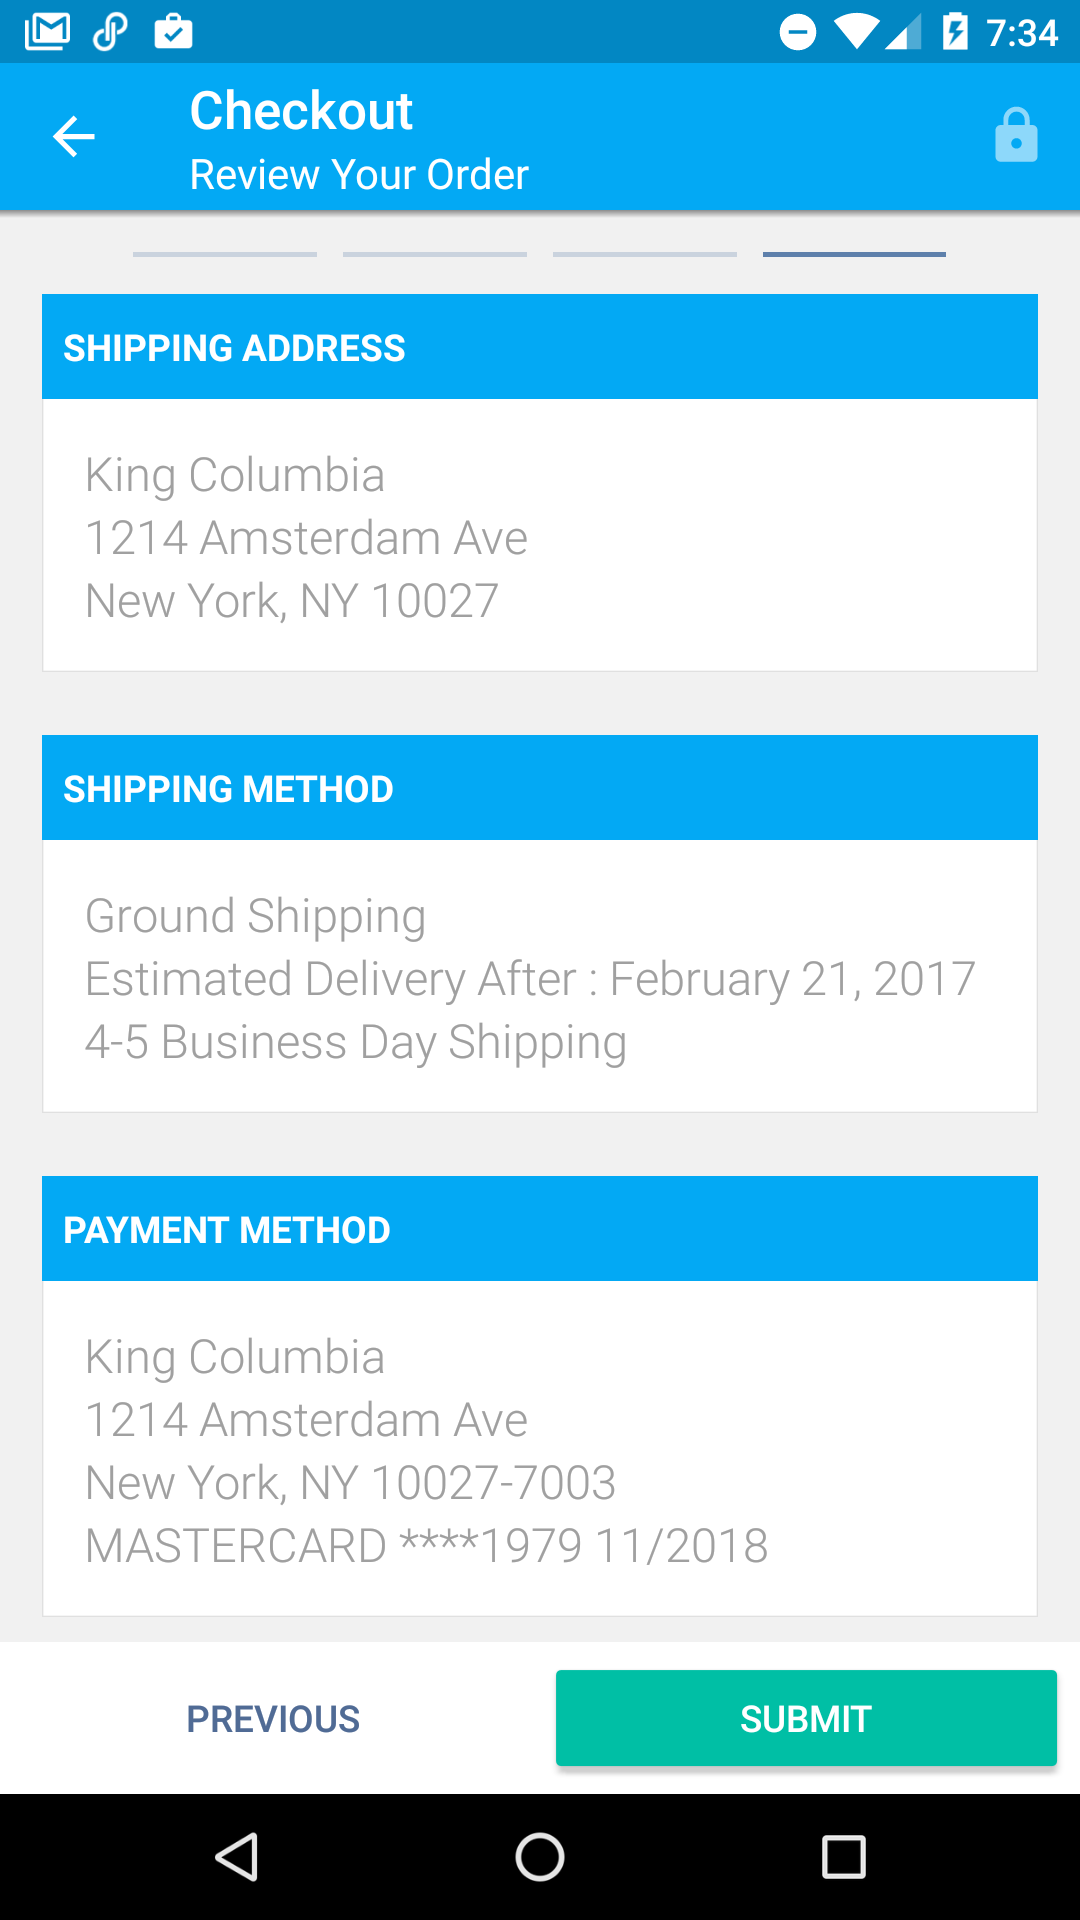 7:34
Checkout
Review Your Order
SHIPPING ADDRESS
King Columbia
1214 Amsterdam Ave
New York, NY 10027
SHIPPING METHOD
Ground Shipping
Estimated Delivery After : February 21, 2017
4-5 Business Day Shipping
PAYMENT METHOD
King Columbia
1214 Amsterdam Ave
New York, NY 10027-7003
MASTERCARD ****1979 11/2018
PREVIOUS
SUBMIT